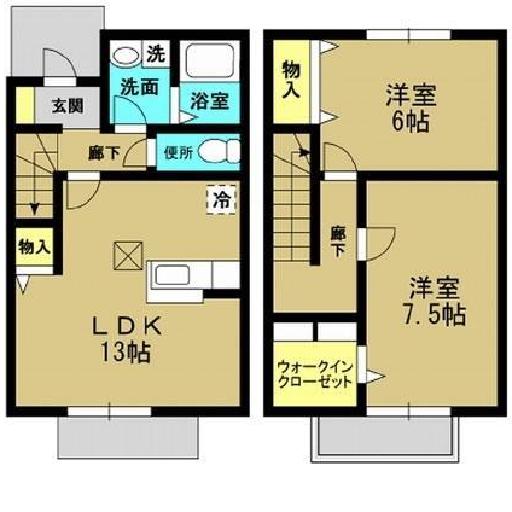 洗
洗面
浴室
玄関
廊下
便所
冷
物入
LDK
13帖
物入
洋室
6帖
廊下
洋室
7.5帖
ウォークイン
クローゼット